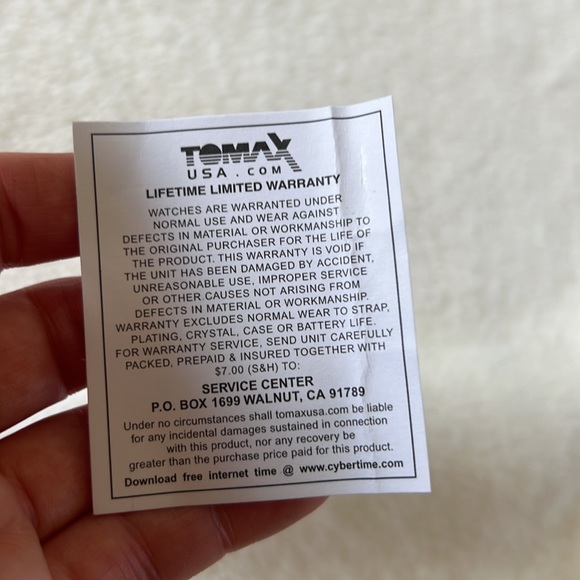 TOMAX
USA.COM
LIFETIME LIMITED WARRANTY
WATCHES ARE WARRANTED UNDER
NORMAL USE AND WEAR AGAINST
DEFECTS IN MATERIAL OR WORKMANSHIP TO
THE ORIGINAL PURCHASER FOR THE LIFE OF
THE PRODUCT. THIS WARRANTY IS VOID IF
THE UNIT HAS BEEN DAMAGED BY ACCIDENT,
UNREASONABLE USE, IMPROPER SERVICE
OR OTHER CAUSES NOT ARISING FROM
DEFECTS IN MATERIAL OR WORKMANSHIP.
WARRANTY EXCLUDES NORMAL WEAR TO STRAP,
PLATING, CRYSTAL, CASE OR BATTERY LIFE.
FOR WARRANTY SERVICE, SEND UNIT CAREFULLY
PACKED, PREPAID & INSURED TOGETHER WITH
$7.00 (S&H) TO:
SERVICE CENTER
P.O. BOX 1699 WALNUT, CA 91789
Under no circumstances shall tomaxusa.com be liable
for any incidental damages sustained in connection
with this product, nor any recovery be
greater than the purchase price paid for this product.
Download free internet time @ www.cybertime.com